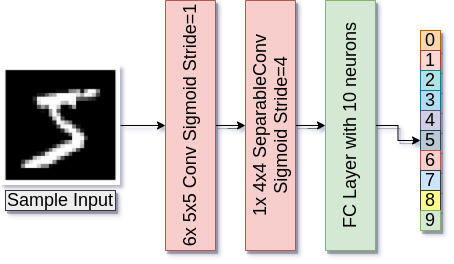 Sample Input
6x 5x5 Conv Sigmoid Stride=1
1x 4x4 SeparableConv
Sigmoid Stride=4
FC Layer with 10 neurons
0
1
2
3
4
5
6
7
8
9